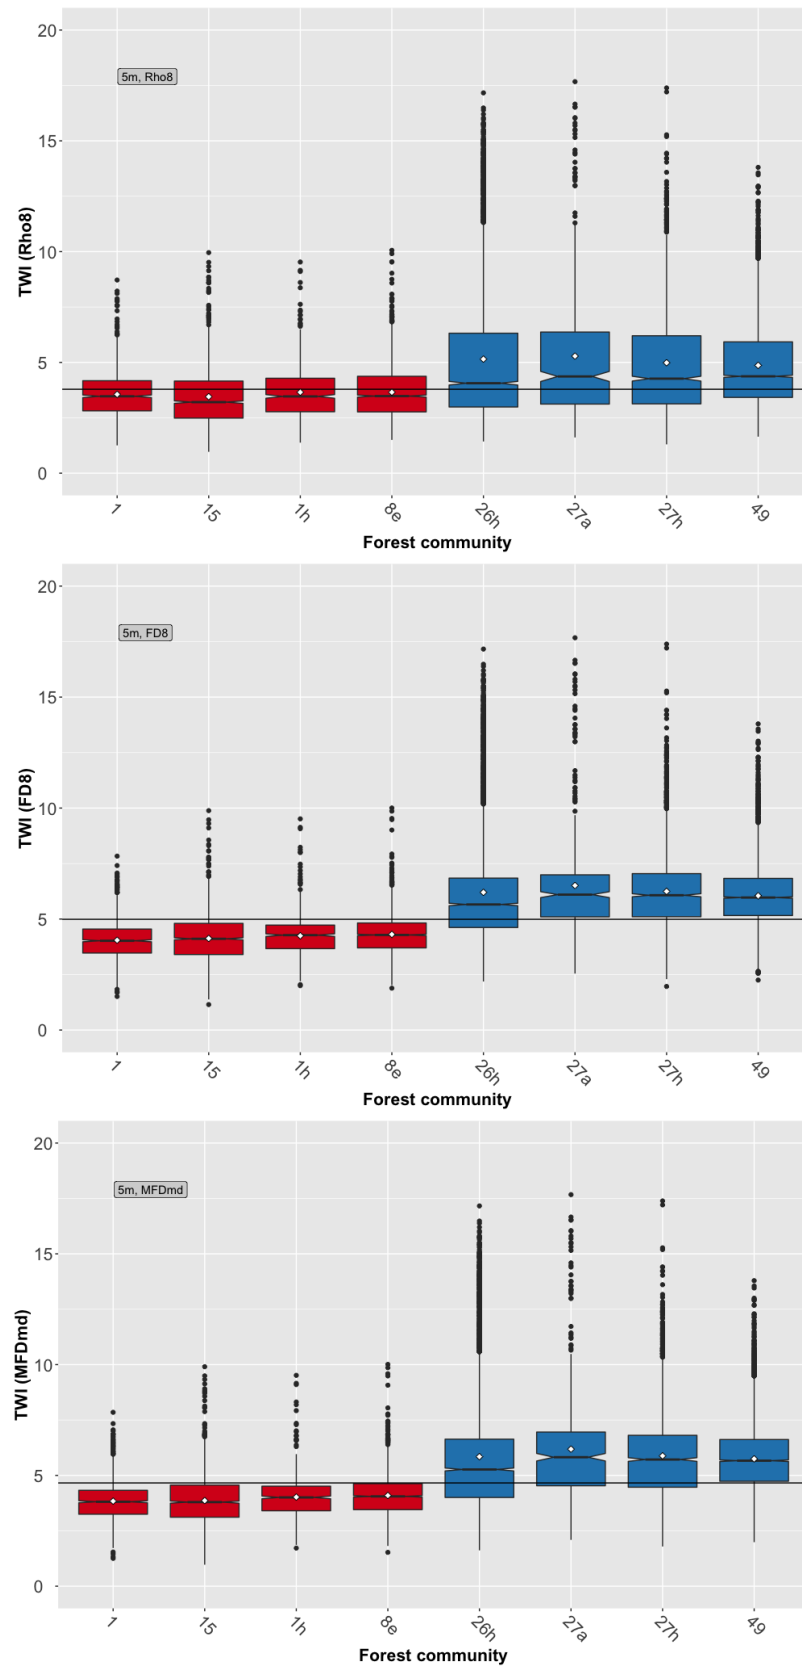 20
5m, Rho8
15
10
5
0
TWI (Rho8)
1 15 1h 8e 26h 27a 27h 49
Forest community
20
5m, FD8
15
10
5
0
TWI (FD8)
1 15 1h 8e 26h 27a 27h 49
Forest community
20
5m, MFDmd
15
10
5
0
TWI (MFDmd)
1 15 1h 8e 26h 27a 27h 49
Forest community